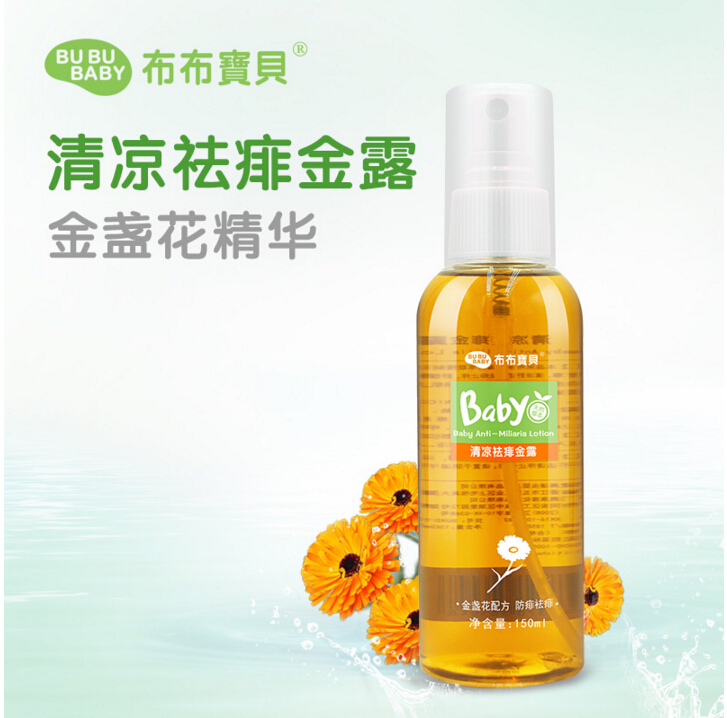 BU BU
BABY
布布寶貝®
清凉祛痱金露
金盏花精华
BU BU
BABY
布布寶貝
Baby
Baby Anti-Miliaria Lotion
清凉祛痱金露
·金盏花配方 防痱祛痱·
净含量:150ml